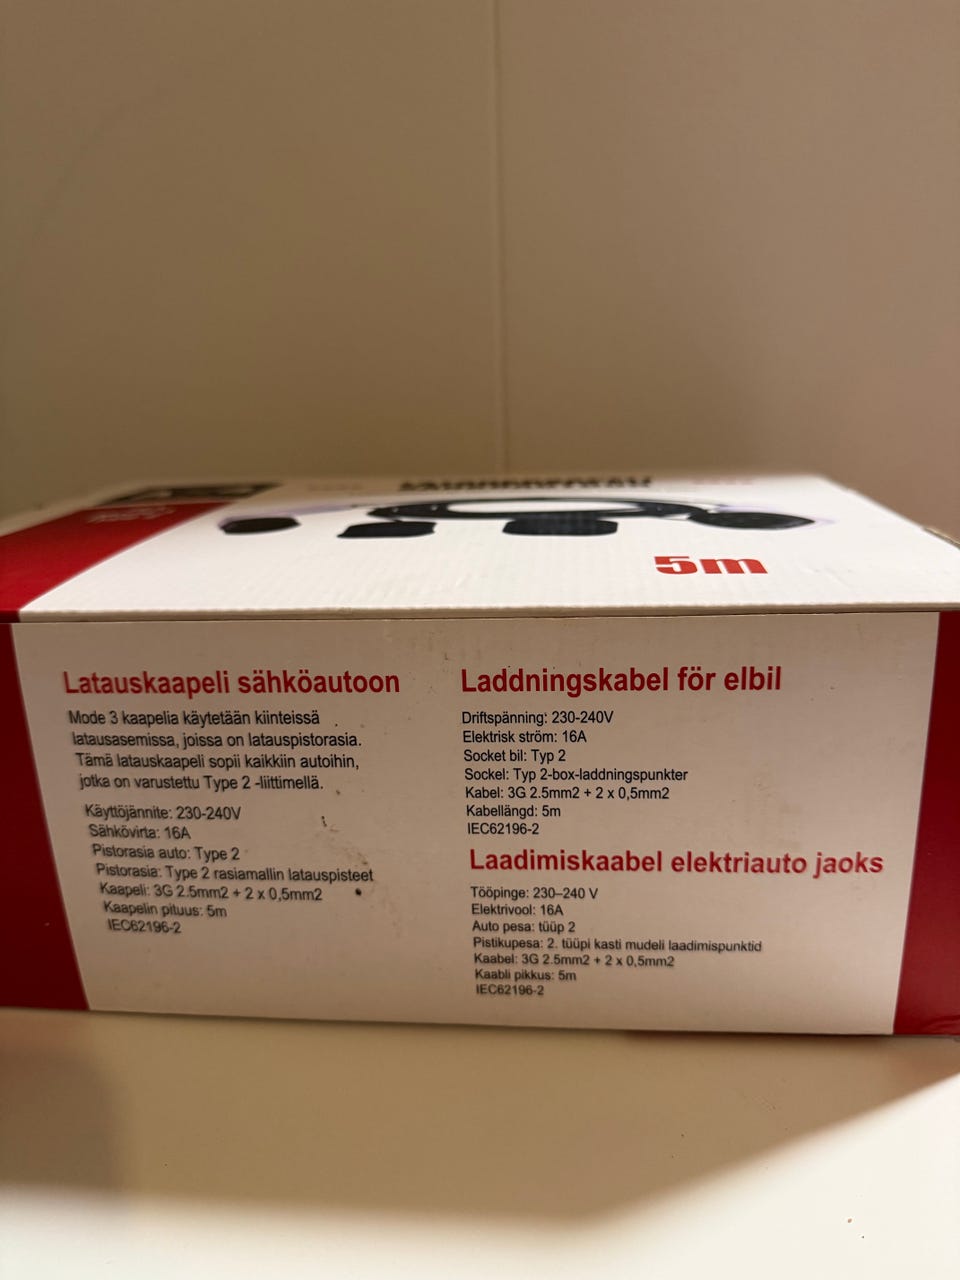 5m
Latauskaapeli sähköautoon
Mode 3 kaapelia käytetään kiinteissä
latausasemissa, joissa on latauspistorasia.
Tämä latauskaapeli sopii kaikkiin autoihin,
jotka on varustettu Type 2 -liittimellä.
Käyttöjännite: 230-240V
Sähkövirta: 16A
Pistorasia auto: Type 2
Pistorasia: Type 2 rasiamallin latauspisteet
Kaapeli: 3G 2.5mm2 + 2 x 0,5mm2
Kaapelin pituus: 5m
IEC62196-2
Laddningskabel för elbil
Driftspänning: 230-240V
Elektrisk ström: 16A
Socket bil: Typ 2
Sockel: Typ 2-box-laddningspunkter
Kabel: 3G 2.5mm2 + 2 x 0,5mm2
Kabellängd: 5m
IEC62196-2
Laadimiskaabel elektriauto jaoks
Tööpinge: 230–240 V
Elektrivool: 16A
Auto pesa: tüüp 2
Pistikupesa: 2. tüüpi kasti mudeli laadimispunktid
Kaabel: 3G 2.5mm2 + 2 x 0,5mm2
Kaabli pikkus: 5m
IEC62196-2